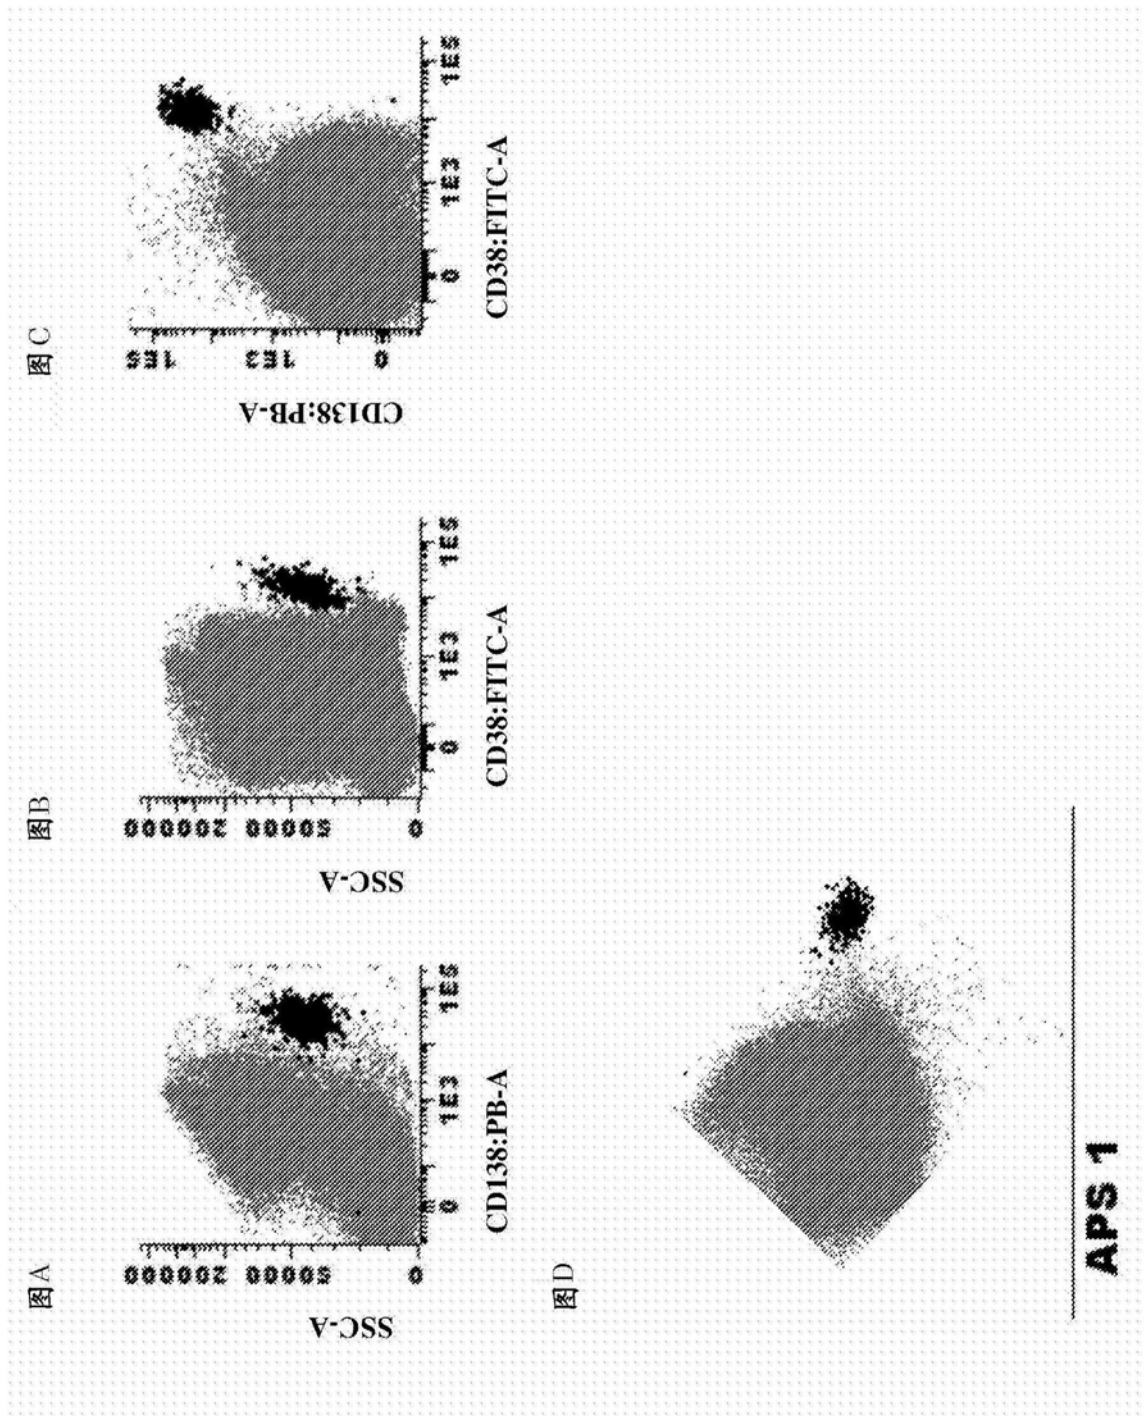 图A
SSC-A
200000
50000
0
0 1E3 1E5
CD138:PB-A
图B
SSC-A
200000
50000
0
0 1E3 1E5
CD38:FITC-A
图C
CD138:PB-A
1E5
1E3
0
0 1E3 1E5
CD38:FITC-A
图D
APS 1